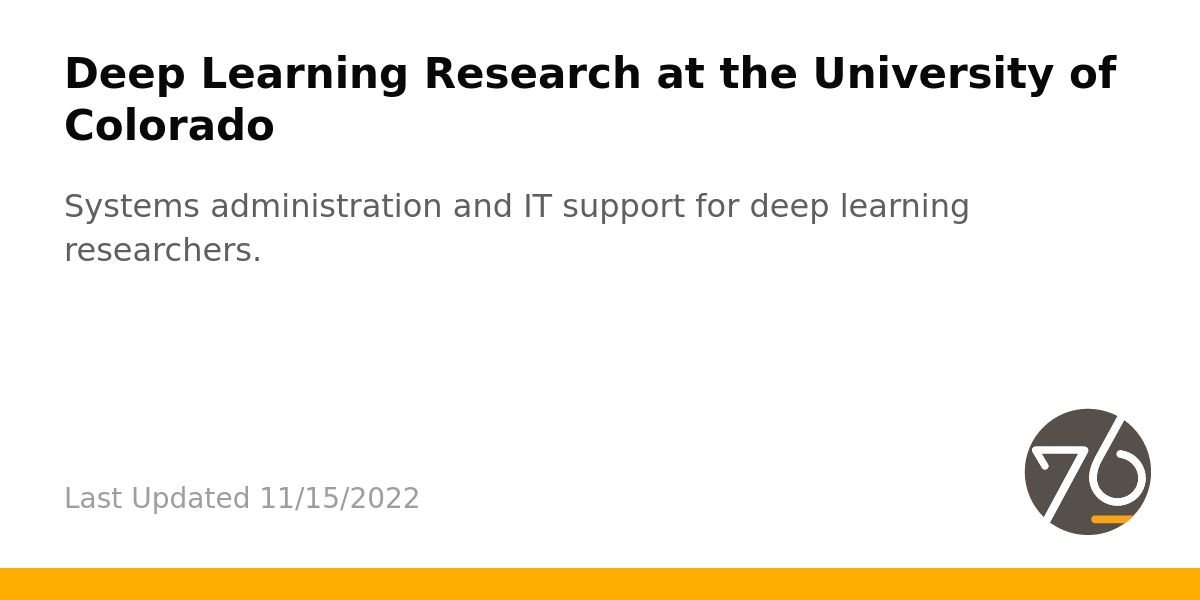 Deep Learning Research at the University of
Colorado
Systems administration and IT support for deep learning
researchers.
Last Updated 11/15/2022
76